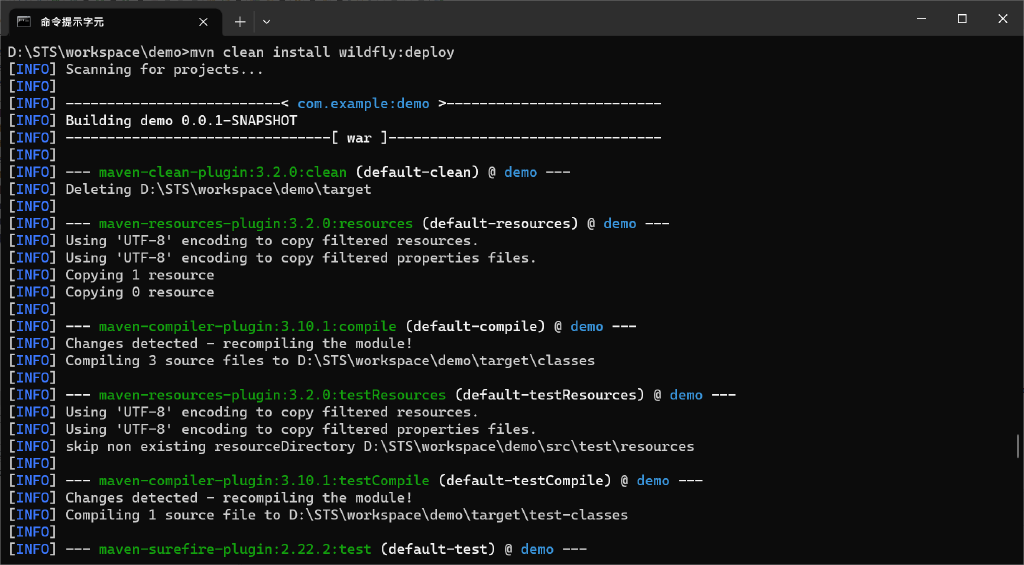 命令提示字元
D:\STS\workspace\demo>mvn clean install wildfly:deploy
[INFO] Scanning for projects...
[INFO]
[INFO] --------------------------< com.example:demo >--------------------------
[INFO] Building demo 0.0.1-SNAPSHOT
[INFO] --------------------------------[ war ]---------------------------------
[INFO]
[INFO] --- maven-clean-plugin:3.2.0:clean (default-clean) @ demo ---
[INFO] Deleting D:\STS\workspace\demo\target
[INFO]
[INFO] --- maven-resources-plugin:3.2.0:resources (default-resources) @ demo ---
[INFO] Using 'UTF-8' encoding to copy filtered resources.
[INFO] Using 'UTF-8' encoding to copy filtered properties files.
[INFO] Copying 1 resource
[INFO] Copying 0 resource
[INFO]
[INFO] --- maven-compiler-plugin:3.10.1:compile (default-compile) @ demo ---
[INFO] Changes detected - recompiling the module!
[INFO] Compiling 3 source files to D:\STS\workspace\demo\target\classes
[INFO]
[INFO] --- maven-resources-plugin:3.2.0:testResources (default-testResources) @ demo ---
[INFO] Using 'UTF-8' encoding to copy filtered resources.
[INFO] Using 'UTF-8' encoding to copy filtered properties files.
[INFO] skip non existing resourceDirectory D:\STS\workspace\demo\src\test\resources
[INFO]
[INFO] --- maven-compiler-plugin:3.10.1:testCompile (default-testCompile) @ demo ---
[INFO] Changes detected - recompiling the module!
[INFO] Compiling 1 source file to D:\STS\workspace\demo\target\test-classes
[INFO]
[INFO] --- maven-surefire-plugin:2.22.2:test (default-test) @ demo ---